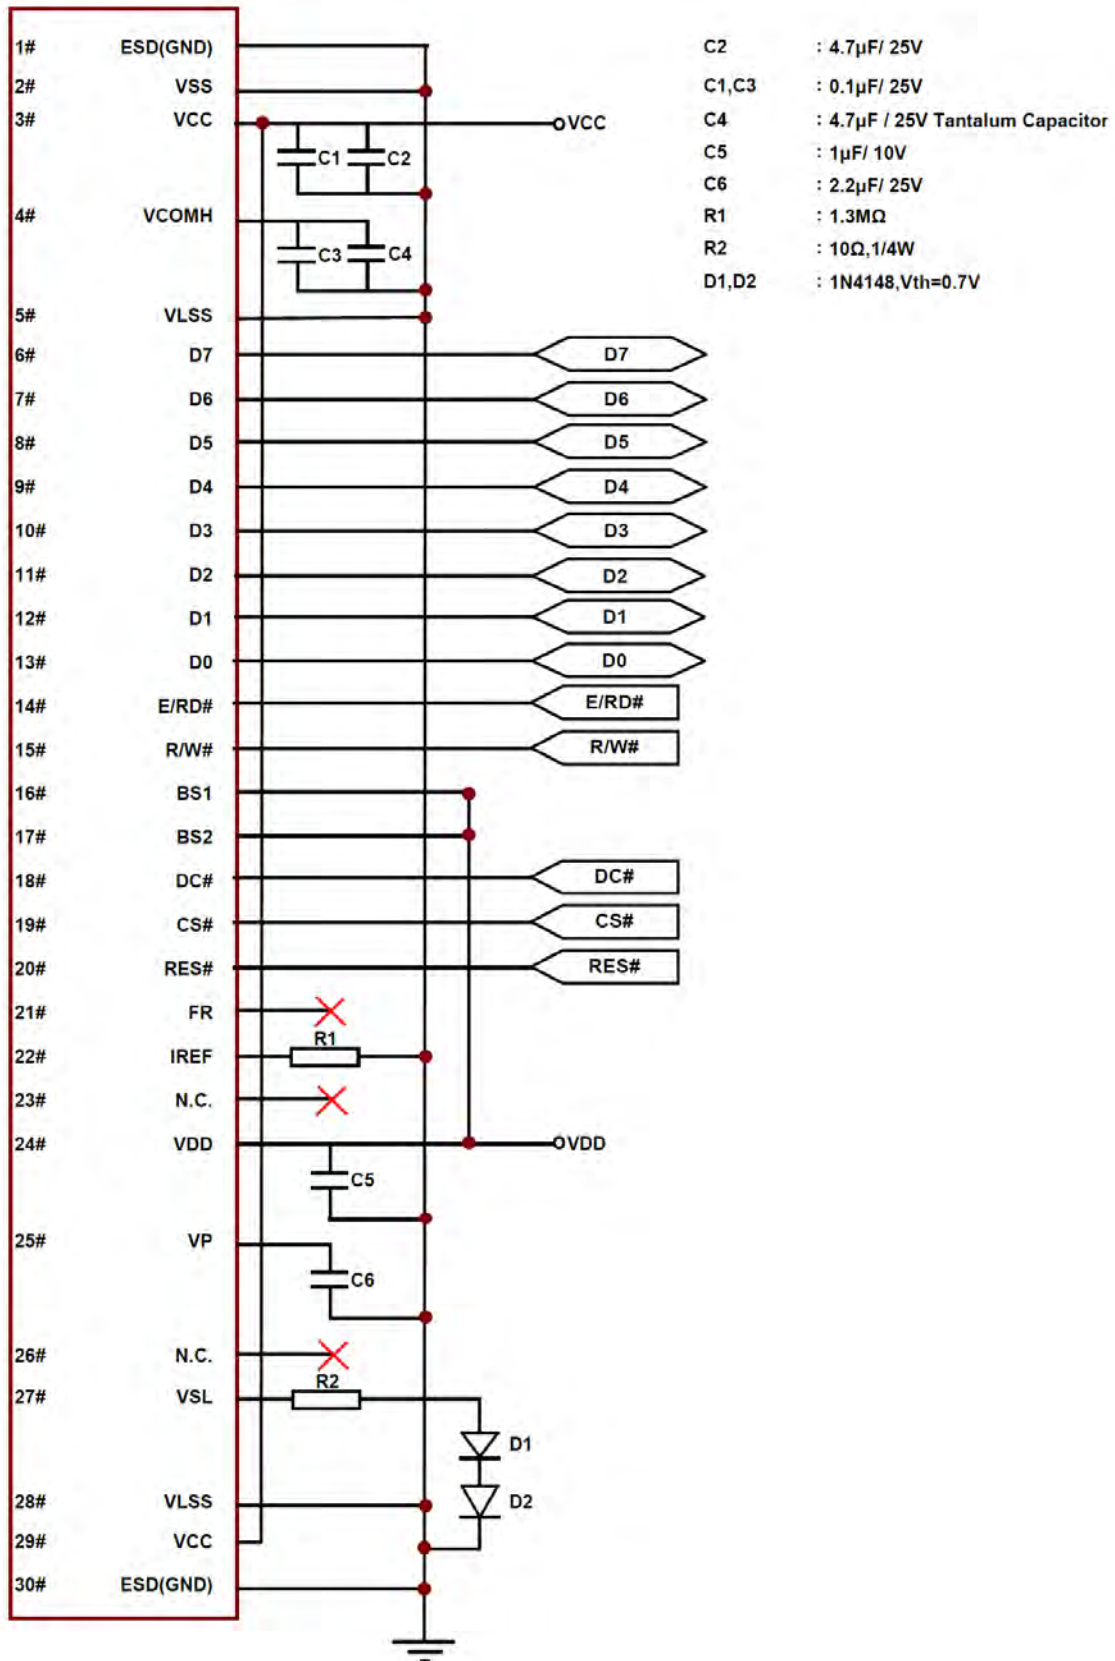 1# ESD(GND)
2# VSS
3# VCC VCC
C1 C2
4# VCOMH
C3 C4
5# VLSS
6# D7 D7
7# D6 D6
8# D5 D5
9# D4 D4
10# D3 D3
11# D2 D2
12# D1 D1
13# D0 D0
14# E/RD# E/RD#
15# R/W# R/W#
16# BS1
17# BS2
18# DC# DC#
19# CS# CS#
20# RES# RES#
21# FR
R1
22# IREF
23# N.C.
24# VDD VDD
C5
25# VP
C6
26# N.C.
R2
27# VSL
D1
28# VLSS D2
29# VCC
30# ESD(GND)
C2 : 4.7μF/ 25V
C1,C3 : 0.1μF/ 25V
C4 : 4.7μF / 25V Tantalum Capacitor
C5 : 1μF/ 10V
C6 : 2.2μF/ 25V
R1 : 1.3MΩ
R2 : 10Ω,1/4W
D1,D2 : 1N4148,Vth=0.7V